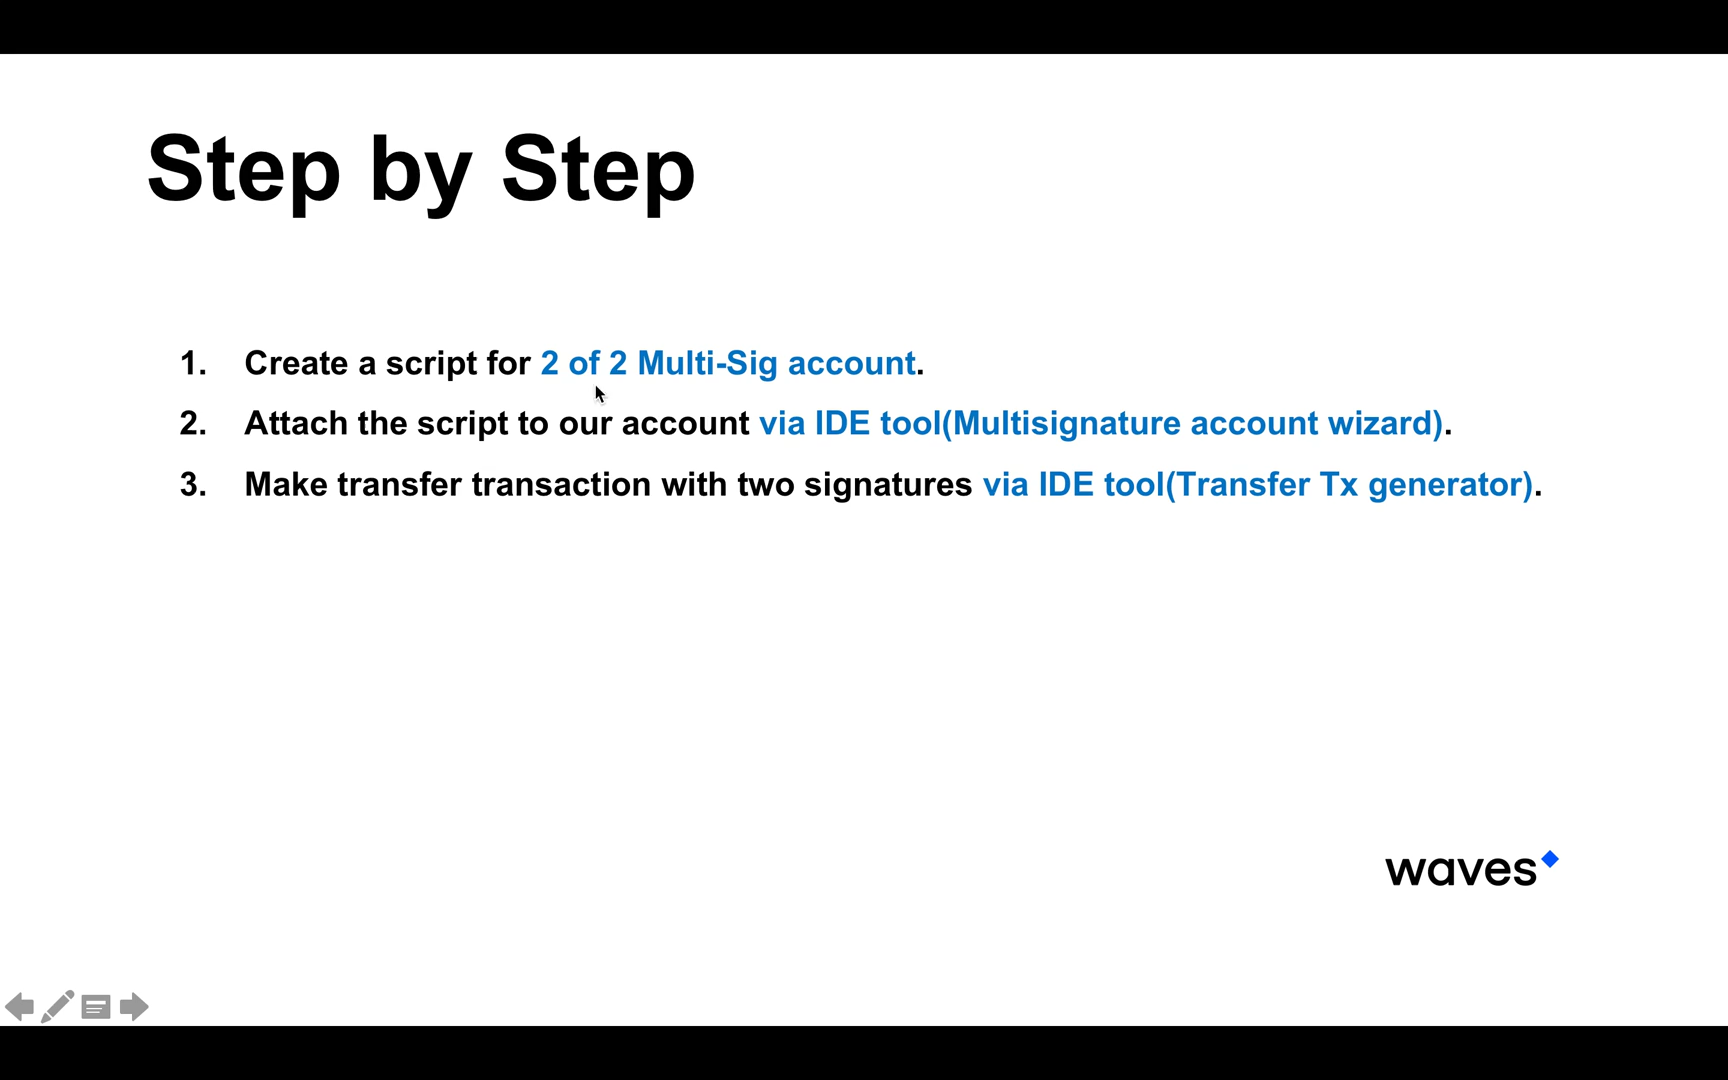 Step by Step
1. Create a script for 2 of 2 Multi-Sig account.
2. Attach the script to our account via IDE tool(Multisignature account wizard).
3. Make transfer transaction with two signatures via IDE tool(Transfer Tx generator).
waves